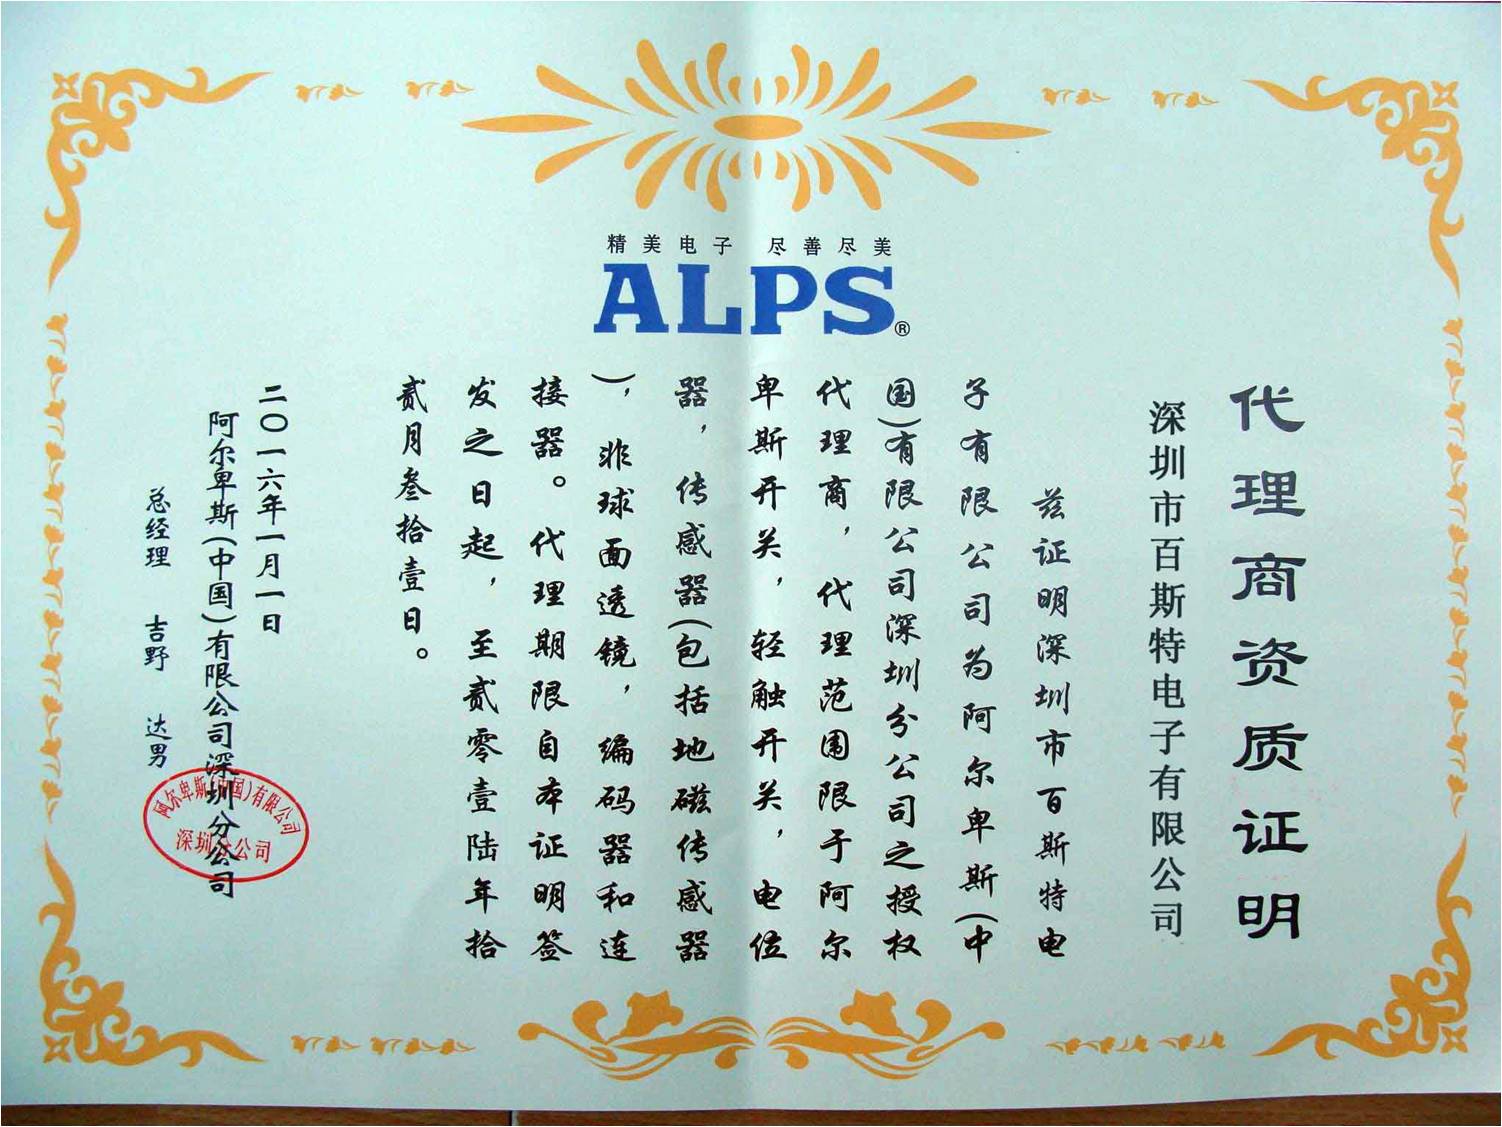 精美电子 尽善尽美
ALPS®
代理商资质证明
深圳市百斯特电子有限公司
兹证明深圳市百斯特电
子有限公司为阿尔卑斯(中
国)有限公司深圳分公司之授权
代理商，代理范围限于阿尔
卑斯开关，轻触开关，电位
器，传感器(包括地磁传感器
)，非球面透镜，编码器和连
接器。代理期限自本证明签
发之日起，至贰零壹陆年拾
贰月叁拾壹日。
二〇一六年一月一日
阿尔卑斯(中国)有限公司深圳分公司
总经理 吉野 达男
阿尔卑斯(中国)有限公司
深圳分公司